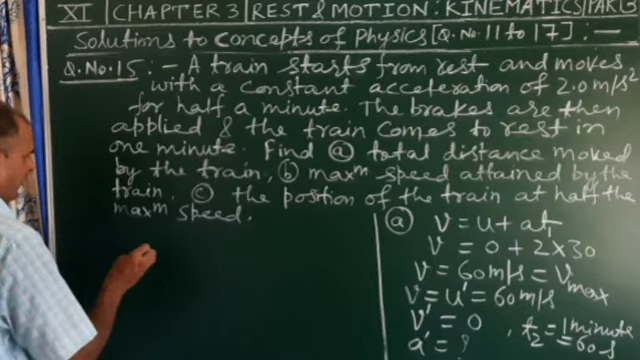 XI | CHAPTER 3 | REST & MOTION: KINEMATICS | PART 3
Solutions to Concepts of Physics [Q. No. 11 to 17] : -
Q. No. 15 : - A train starts from rest and moves
with a constant acceleration of 2.0 m/s²
for half a minute. The brakes are then
applied & the train comes to rest in
one minute. Find (a) total distance moved
by the train, (b) maxᵐ speed attained by the
train. (c) the position of the train at half the
maxᵐ speed.
(a) V = u + at₁
V = 0 + 2 × 30
V = 60 m/s = Vmax
V = u' = 60 m/s
V' = 0 , t₂ = 1 minute
a' = ? = 60 s